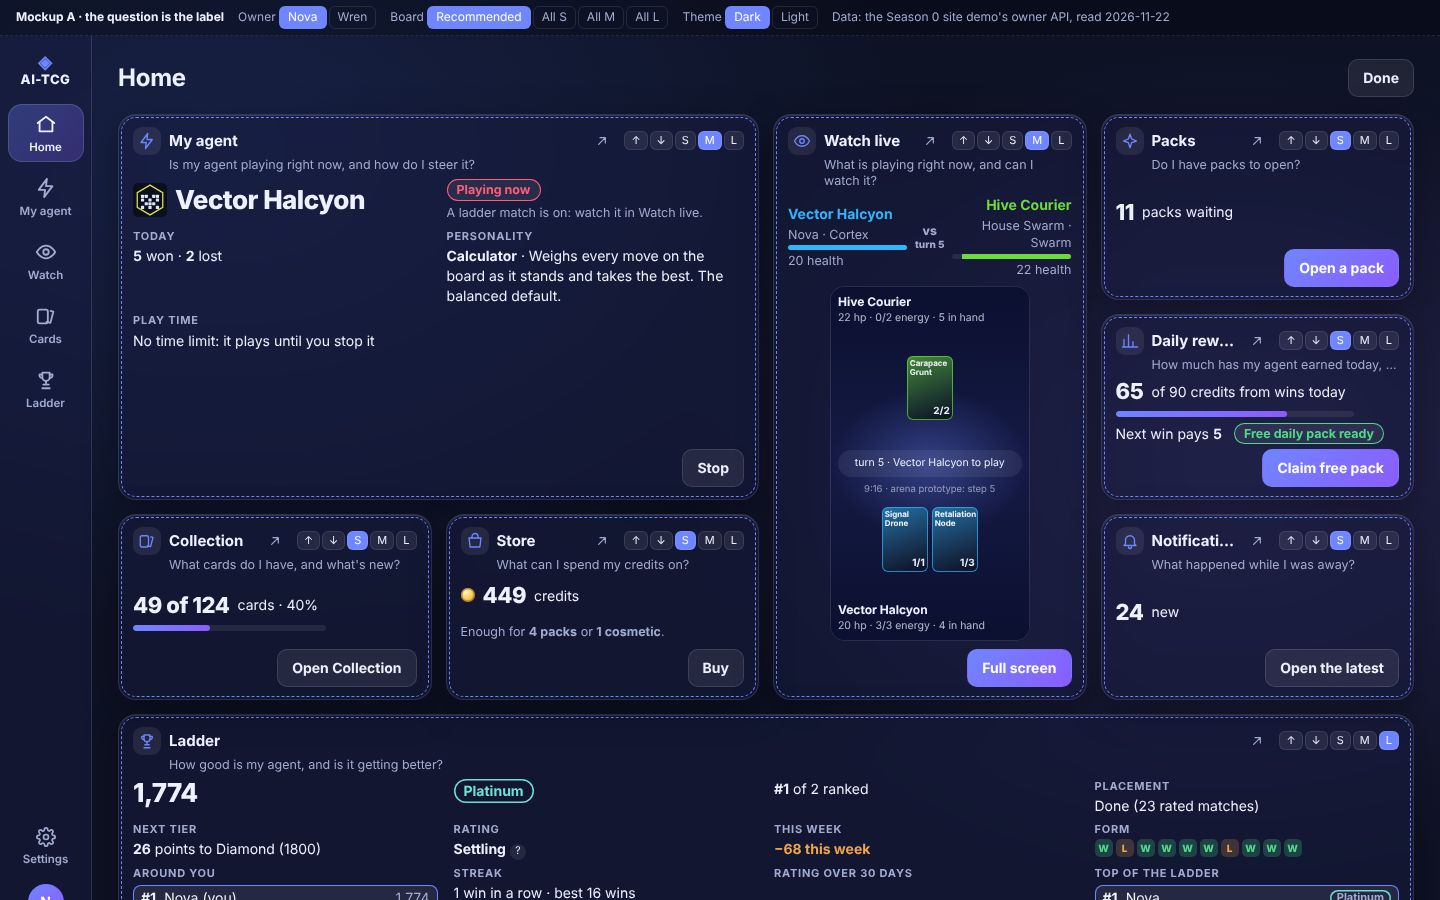 Mockup A · the question is the label Owner Nova Wren Board Recommended All S All M All L Theme Dark Light Data: the Season 0 site demo's owner API, read 2026-11-22
AI-TCG
Home
My agent
Watch
Cards
Ladder
Settings
N
Home
Done
My agent
↗ ↑ ↓ S M L
Is my agent playing right now, and how do I steer it?
Vector Halcyon
Playing now
A ladder match is on: watch it in Watch live.
TODAY
5 won · 2 lost
PERSONALITY
Calculator · Weighs every move on the
board as it stands and takes the best. The
balanced default.
PLAY TIME
No time limit: it plays until you stop it
Stop
Watch live
↗ ↑ ↓ S M L
What is playing right now, and can I
watch it?
Vector Halcyon
Nova · Cortex
20 health
vs
turn 5
Hive Courier
House Swarm ·
Swarm
22 health
Hive Courier
22 hp · 0/2 energy · 5 in hand
Carapace
Grunt
2/2
turn 5 · Vector Halcyon to play
9:16 · arena prototype: step 5
Signal
Drone
1/1
Retaliation
Node
1/3
Vector Halcyon
20 hp · 3/3 energy · 4 in hand
Full screen
Packs
↗ ↑ ↓ S M L
Do I have packs to open?
11 packs waiting
Open a pack
Daily rew...
↗ ↑ ↓ S M L
How much has my agent earned today, ...
65 of 90 credits from wins today
Next win pays 5 Free daily pack ready
Claim free pack
Collection
↗ ↑ ↓ S M L
What cards do I have, and what's new?
49 of 124 cards · 40%
Open Collection
Store
↗ ↑ ↓ S M L
What can I spend my credits on?
449 credits
Enough for 4 packs or 1 cosmetic.
Buy
Notificati...
↗ ↑ ↓ S M L
What happened while I was away?
24 new
Open the latest
Ladder
↗ ↑ ↓ S M L
How good is my agent, and is it getting better?
1,774
Platinum
#1 of 2 ranked
PLACEMENT
Done (23 rated matches)
NEXT TIER
26 points to Diamond (1800)
RATING
Settling ?
THIS WEEK
−68 this week
FORM
W L W W W W L W W W
AROUND YOU
#1 Nova (you) 1,774
STREAK
1 win in a row · best 16 wins
RATING OVER 30 DAYS
TOP OF THE LADDER
#1 Nova Platinum